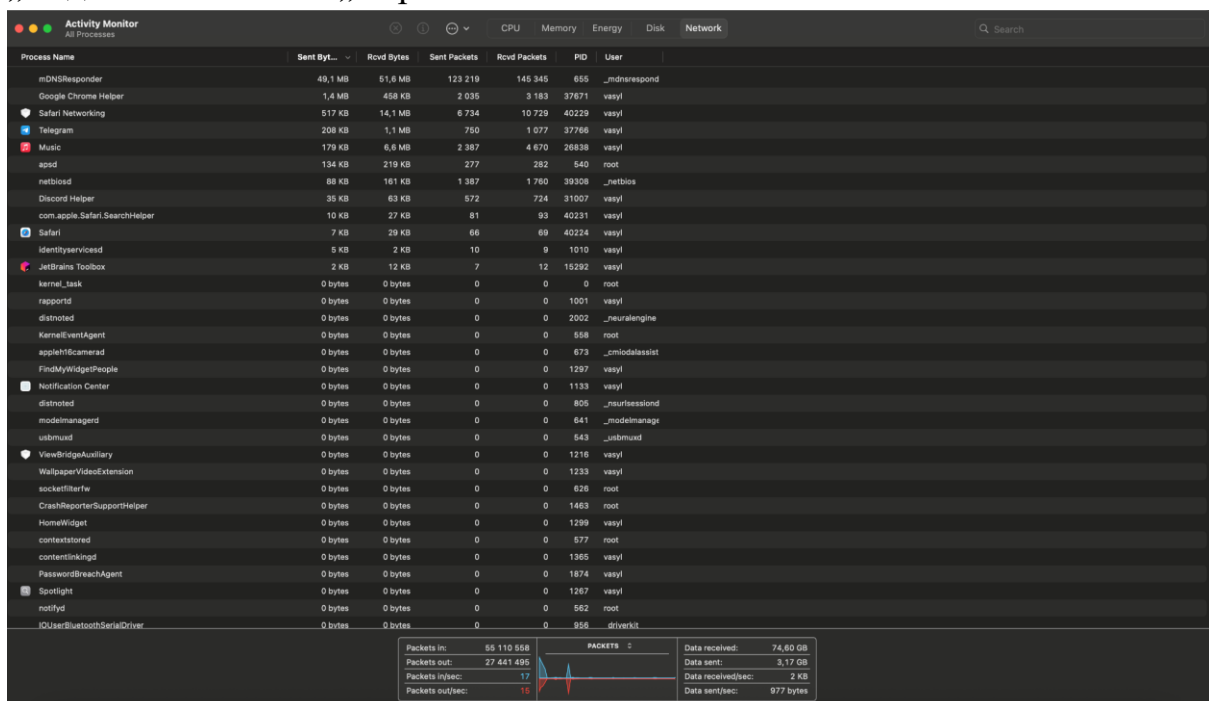 Activity Monitor
All Processes
CPU Memory Energy Disk Network
Search
Process Name Sent Byt... Rcvd Bytes Sent Packets Rcvd Packets PID User
mDNSResponder 49,1 MB 51,6 MB 123 219 145 345 655 _mdnsrespond
Google Chrome Helper 1,4 MB 458 KB 2 035 3 183 37671 vasyl
Safari Networking 517 KB 14,1 MB 6 734 10 729 40229 vasyl
Telegram 208 KB 1,1 MB 750 1 077 37766 vasyl
Music 179 KB 6,6 MB 2 387 4 670 26838 vasyl
apsd 134 KB 219 KB 277 282 540 root
netbiosd 88 KB 161 KB 1 387 1 760 39308 _netbios
Discord Helper 35 KB 63 KB 572 724 31007 vasyl
com.apple.Safari.SearchHelper 10 KB 27 KB 81 93 40231 vasyl
Safari 7 KB 29 KB 66 69 40224 vasyl
identityservicesd 5 KB 2 KB 10 9 1010 vasyl
JetBrains Toolbox 2 KB 12 KB 7 12 15292 vasyl
kernel_task 0 bytes 0 bytes 0 0 0 root
rapportd 0 bytes 0 bytes 0 0 1001 vasyl
distnoted 0 bytes 0 bytes 0 0 2002 _neuralengine
KernelEventAgent 0 bytes 0 bytes 0 0 558 root
appleh16camerad 0 bytes 0 bytes 0 0 673 _cmiodalassist
FindMyWidgetPeople 0 bytes 0 bytes 0 0 1297 vasyl
Notification Center 0 bytes 0 bytes 0 0 1133 vasyl
distnoted 0 bytes 0 bytes 0 0 805 _nsurlsessiond
modelmanagerd 0 bytes 0 bytes 0 0 641 _modelmanage
usbmuxd 0 bytes 0 bytes 0 0 543 _usbmuxd
ViewBridgeAuxiliary 0 bytes 0 bytes 0 0 1216 vasyl
WallpaperVideoExtension 0 bytes 0 bytes 0 0 1233 vasyl
socketfilterfw 0 bytes 0 bytes 0 0 626 root
CrashReporterSupportHelper 0 bytes 0 bytes 0 0 1463 root
HomeWidget 0 bytes 0 bytes 0 0 1299 vasyl
contextstored 0 bytes 0 bytes 0 0 577 root
contentlinkingd 0 bytes 0 bytes 0 0 1365 vasyl
PasswordBreachAgent 0 bytes 0 bytes 0 0 1874 vasyl
Spotlight 0 bytes 0 bytes 0 0 1267 vasyl
notifyd 0 bytes 0 bytes 0 0 562 root
IOUserBluetoothSerialDriver 0 bytes 0 bytes 0 0 956 _driverkit
Packets in: 55 110 558 PACKETS Data received: 74,60 GB
Packets out: 27 441 495 Data sent: 3,17 GB
Packets in/sec: 17 Data received/sec: 2 KB
Packets out/sec: 16 Data sent/sec: 977 bytes